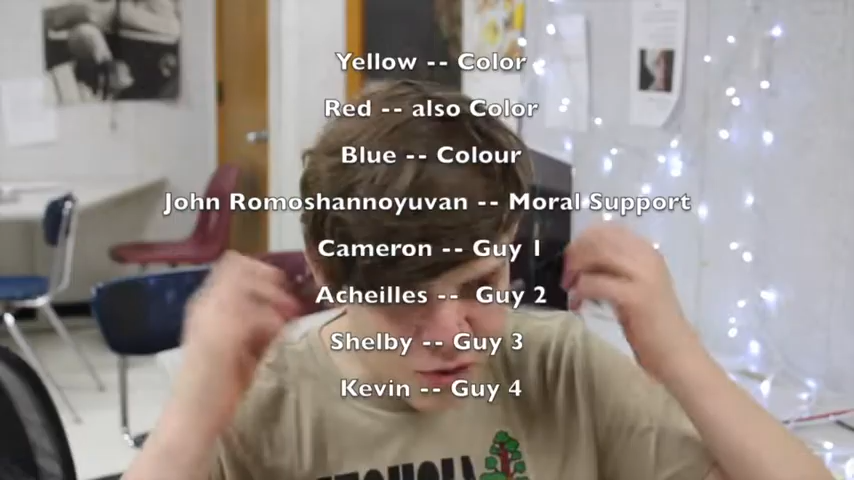 Yellow -- Color
Red -- also Color
Blue -- Colour
John Romoshannoyuvan -- Moral Support
Cameron -- Guy 1
Acheilles -- Guy 2
Shelby -- Guy 3
Kevin -- Guy 4